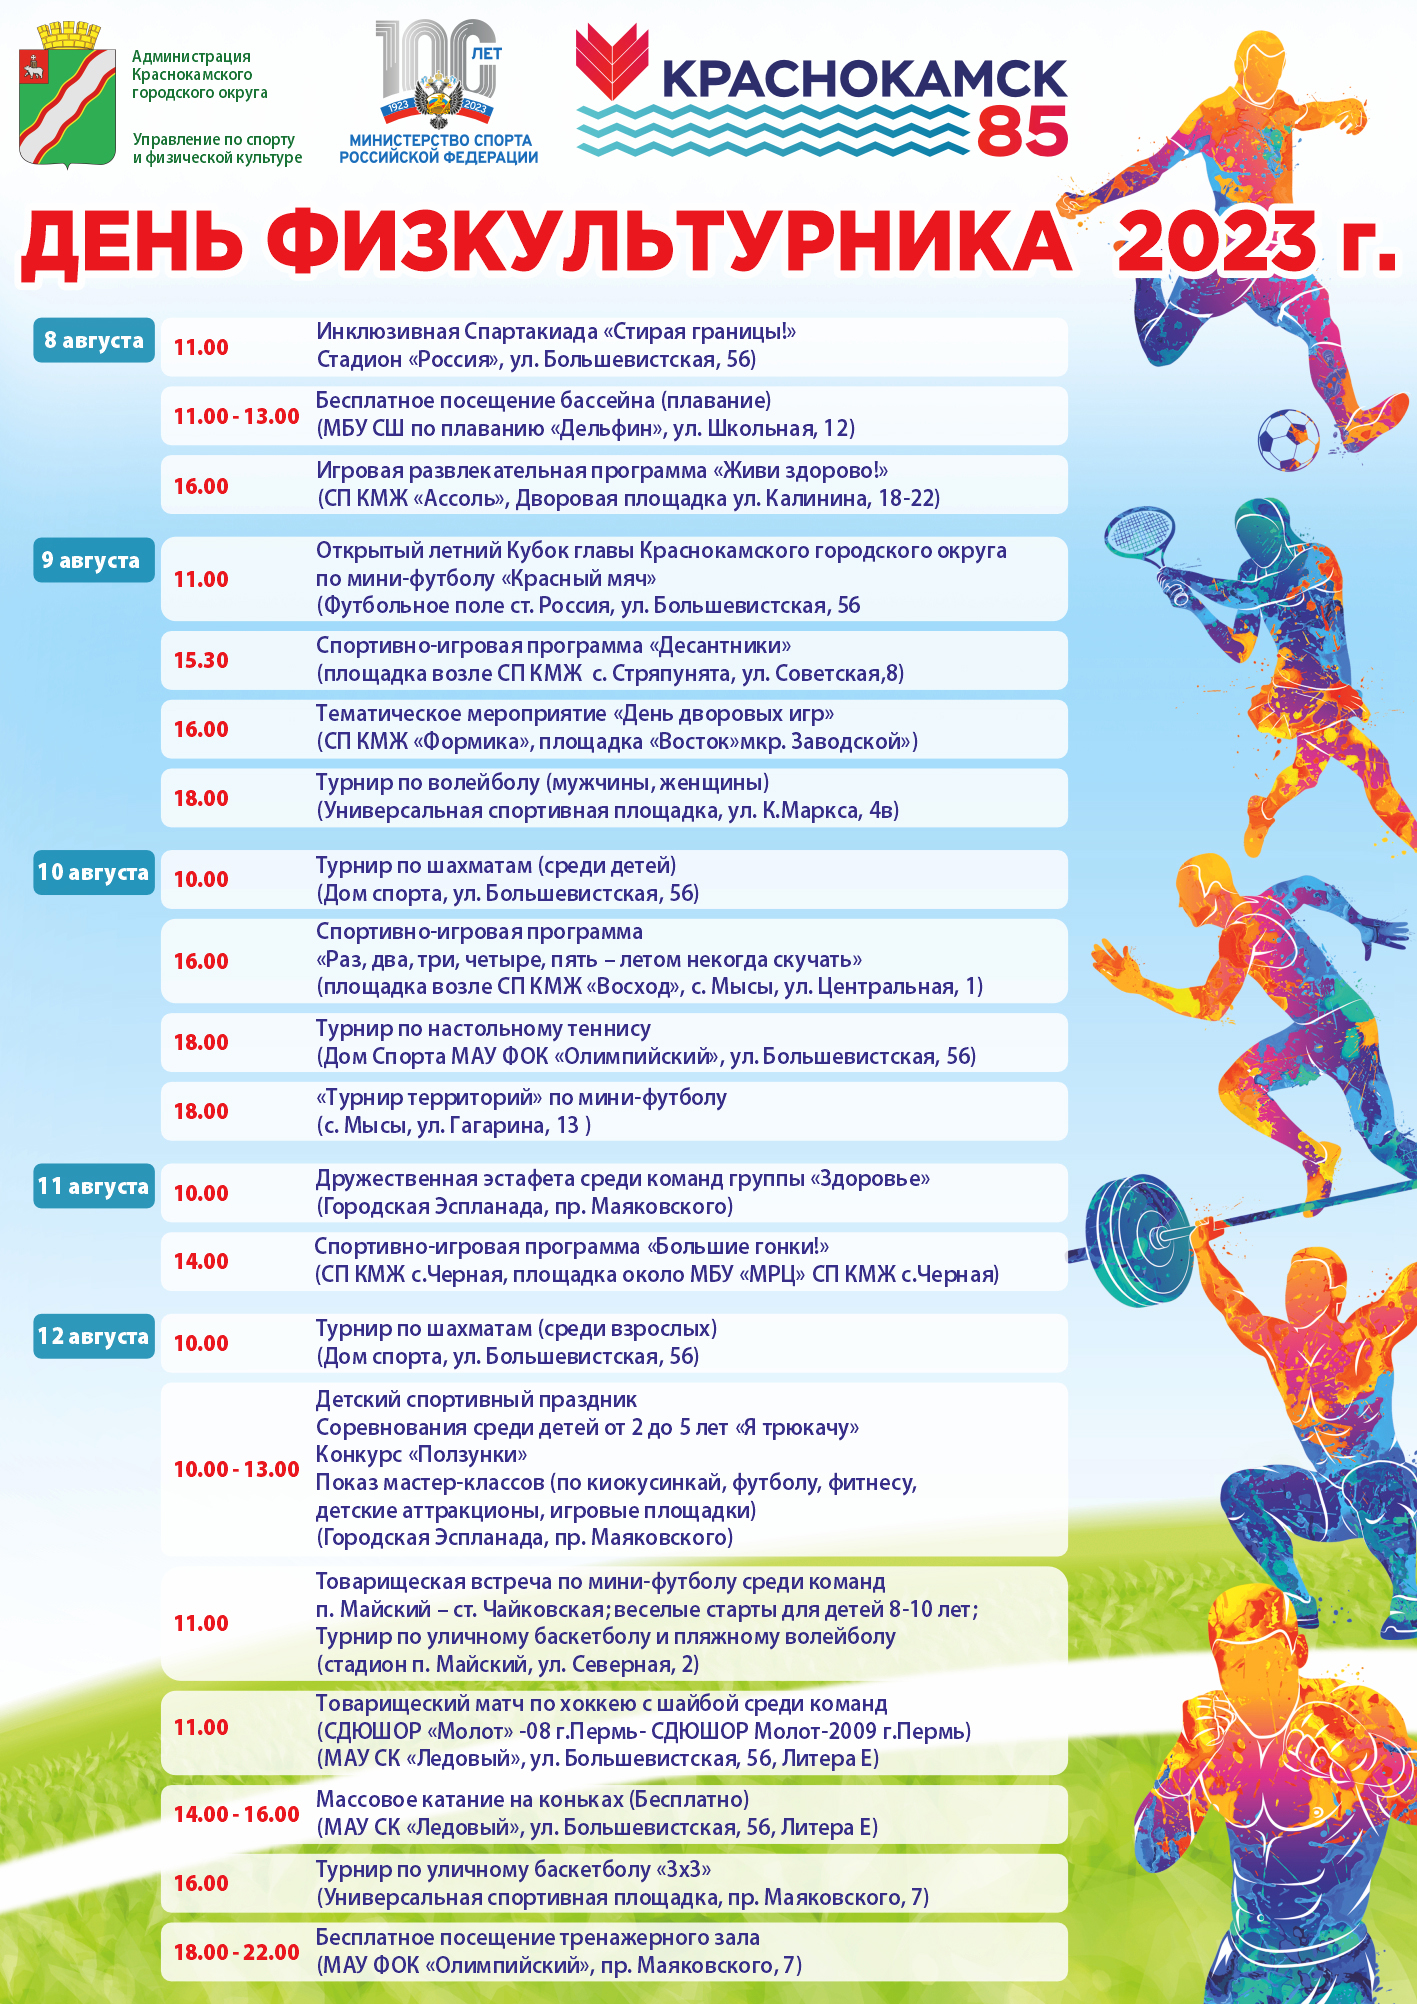 Администрация
Краснокамского
городского округа
Управление по спорту
и физической культуре
100 ЛЕТ
1923 2023
МИНИСТЕРСТВО СПОРТА
РОССИЙСКОЙ ФЕДЕРАЦИИ
КРАСНОКАМСК
85
ДЕНЬ ФИЗКУЛЬТУРНИКА 2023 г.
8 августа
11.00
Инклюзивная Спартакиада «Стирая границы!»
Стадион «Россия», ул. Большевистская, 56)
11.00 - 13.00
Бесплатное посещение бассейна (плавание)
(МБУ СШ по плаванию «Дельфин», ул. Школьная, 12)
16.00
Игровая развлекательная программа «Живи здорово!»
(СП КМЖ «Ассоль», Дворовая площадка ул. Калинина, 18-22)
9 августа
11.00
Открытый летний Кубок главы Краснокамского городского округа
по мини-футболу «Красный мяч»
(Футбольное поле ст. Россия, ул. Большевистская, 56
15.30
Спортивно-игровая программа «Десантники»
(площадка возле СП КМЖ с. Стряпунята, ул. Советская,8)
16.00
Тематическое мероприятие «День дворовых игр»
(СП КМЖ «Формика», площадка «Восток»мкр. Заводской»)
18.00
Турнир по волейболу (мужчины, женщины)
(Универсальная спортивная площадка, ул. К.Маркса, 4в)
10 августа
10.00
Турнир по шахматам (среди детей)
(Дом спорта, ул. Большевистская, 56)
16.00
Спортивно-игровая программа
«Раз, два, три, четыре, пять – летом некогда скучать»
(площадка возле СП КМЖ «Восход», с. Мысы, ул. Центральная, 1)
18.00
Турнир по настольному теннису
(Дом Спорта МАУ ФОК «Олимпийский», ул. Большевистская, 56)
18.00
«Турнир территорий» по мини-футболу
(с. Мысы, ул. Гагарина, 13 )
11 августа
10.00
Дружественная эстафета среди команд группы «Здоровье»
(Городская Эспланада, пр. Маяковского)
14.00
Спортивно-игровая программа «Большие гонки!»
(СП КМЖ с.Черная, площадка около МБУ «МРЦ» СП КМЖ с.Черная)
12 августа
10.00
Турнир по шахматам (среди взрослых)
(Дом спорта, ул. Большевистская, 56)
10.00 - 13.00
Детский спортивный праздник
Соревнования среди детей от 2 до 5 лет «Я трюкачу»
Конкурс «Ползунки»
Показ мастер-классов (по киокусинкай, футболу, фитнесу,
детские аттракционы, игровые площадки)
(Городская Эспланада, пр. Маяковского)
11.00
Товарищеская встреча по мини-футболу среди команд
п. Майский – ст. Чайковская; веселые старты для детей 8-10 лет;
Турнир по уличному баскетболу и пляжному волейболу
(стадион п. Майский, ул. Северная, 2)
11.00
Товарищеский матч по хоккею с шайбой среди команд
(СДЮШОР «Молот» -08 г.Пермь- СДЮШОР Молот-2009 г.Пермь)
(МАУ СК «Ледовый», ул. Большевистская, 56, Литера Е)
14.00 - 16.00
Массовое катание на коньках (Бесплатно)
(МАУ СК «Ледовый», ул. Большевистская, 56, Литера Е)
16.00
Турнир по уличному баскетболу «3х3»
(Универсальная спортивная площадка, пр. Маяковского, 7)
18.00 - 22.00
Бесплатное посещение тренажерного зала
(МАУ ФОК «Олимпийский», пр. Маяковского, 7)